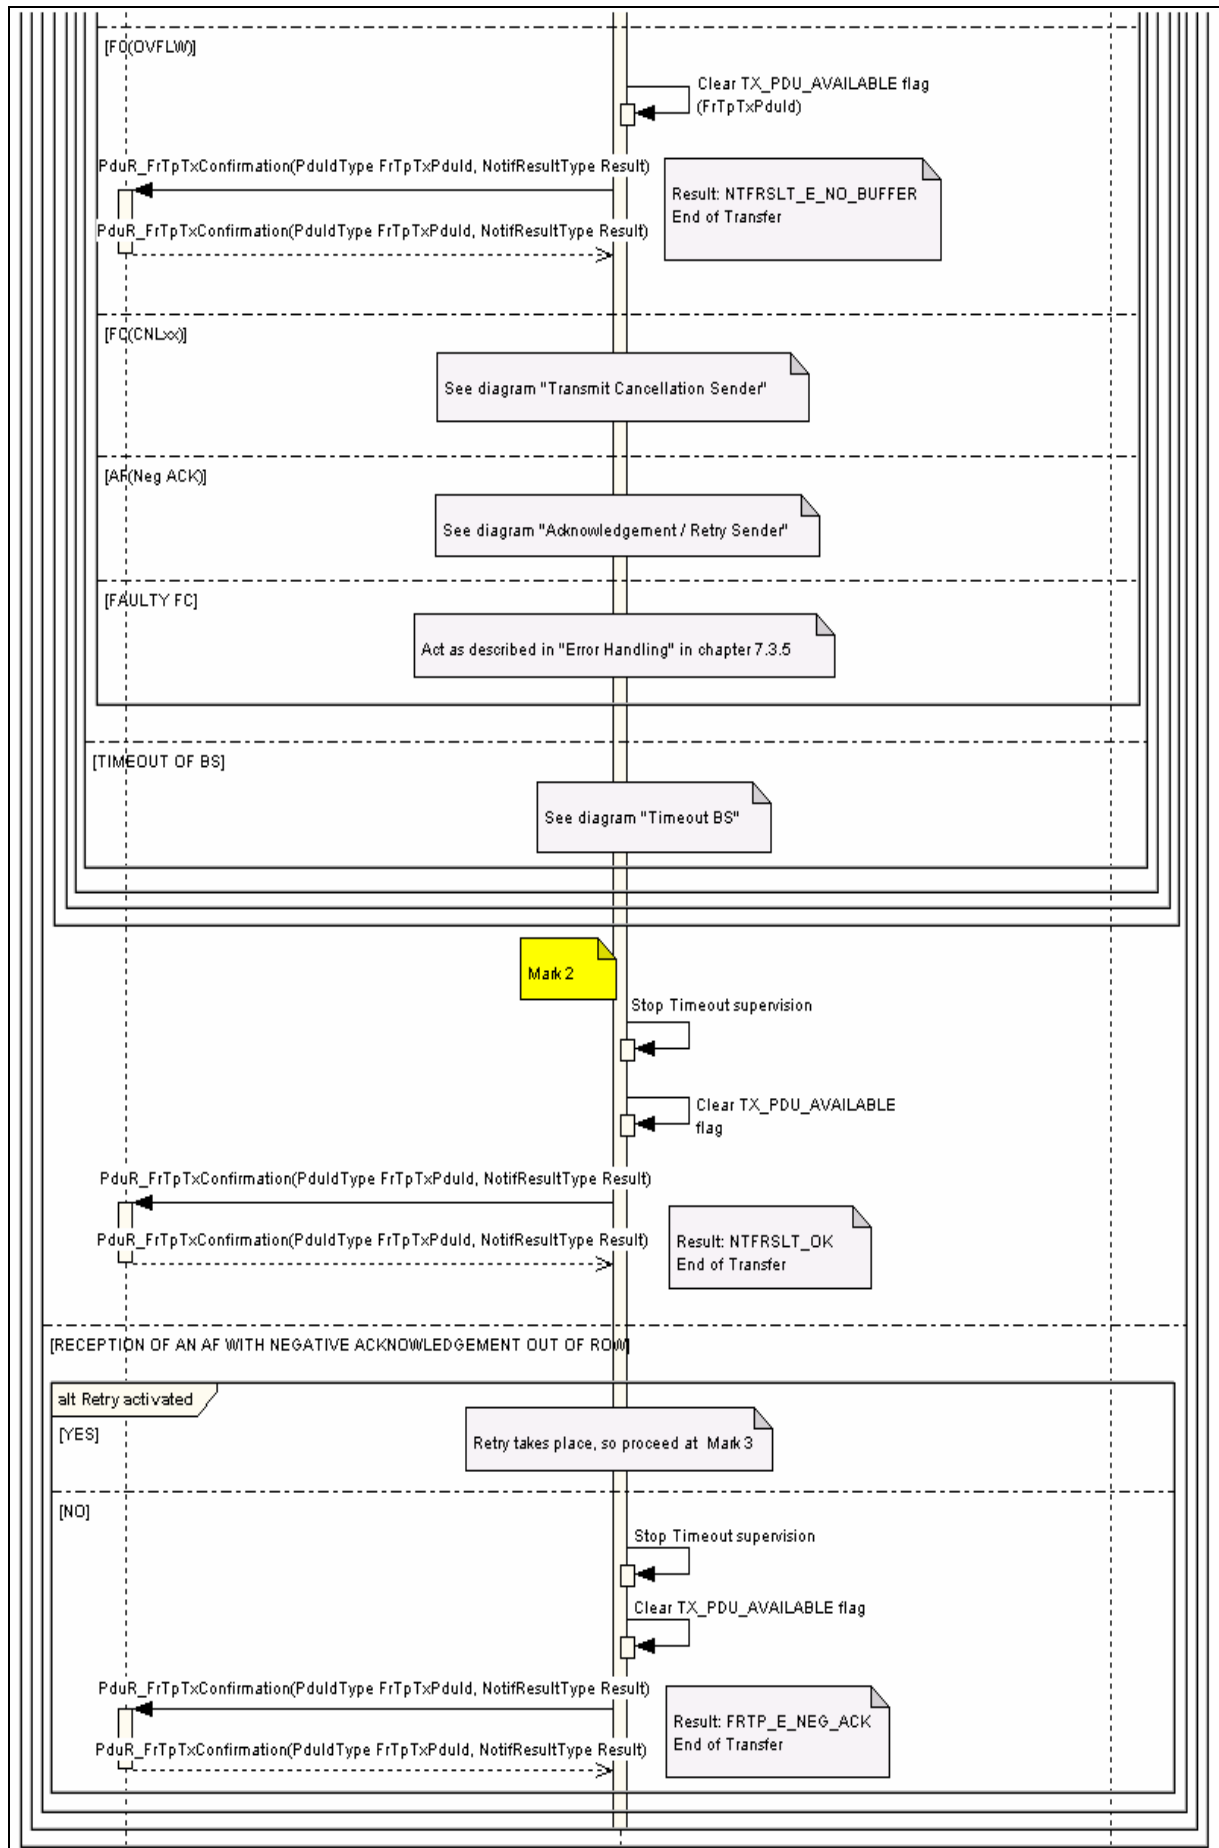 [FC(OVFLW)]
Clear TX_PDU_AVAILABLE flag
(FrTpTxPduId)
PduR_FrTpTxConfirmation(PduIdType FrTpTxPduId, NotifResultType Result)
Result: NTFRSLT_E_NO_BUFFER
End of Transfer
PduR_FrTpTxConfirmation(PduIdType FrTpTxPduId, NotifResultType Result)
[FC(CNLxx)]
See diagram "Transmit Cancellation Sender"
[AF(Neg ACK)]
See diagram "Acknowledgement / Retry Sender"
[FAULTY FC]
Act as described in "Error Handling" in chapter 7.3.5
[TIMEOUT OF BS]
See diagram "Timeout BS"
Mark 2
Stop Timeout supervision
Clear TX_PDU_AVAILABLE
flag
PduR_FrTpTxConfirmation(PduIdType FrTpTxPduId, NotifResultType Result)
PduR_FrTpTxConfirmation(PduIdType FrTpTxPduId, NotifResultType Result)
Result: NTFRSLT_OK
End of Transfer
[RECEPTION OF AN AF WITH NEGATIVE ACKNOWLEDGEMENT OUT OF ROW]
alt Retry activated
[YES]
Retry takes place, so proceed at Mark 3
[NO]
Stop Timeout supervision
Clear TX_PDU_AVAILABLE flag
PduR_FrTpTxConfirmation(PduIdType FrTpTxPduId, NotifResultType Result)
Result: FRTP_E_NEG_ACK
End of Transfer
PduR_FrTpTxConfirmation(PduIdType FrTpTxPduId, NotifResultType Result)